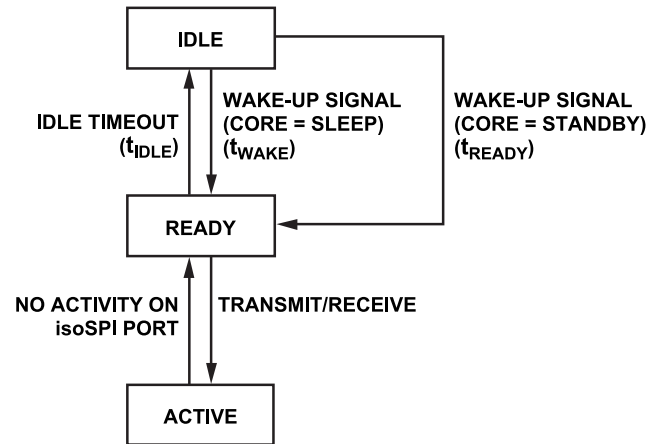 IDLE
IDLE TIMEOUT
(tIDLE)
WAKE-UP SIGNAL
(CORE = SLEEP)
(tWAKE)
WAKE-UP SIGNAL
(CORE = STANDBY)
(tREADY)
READY
NO ACTIVITY ON
isoSPI PORT
TRANSMIT/RECEIVE
ACTIVE